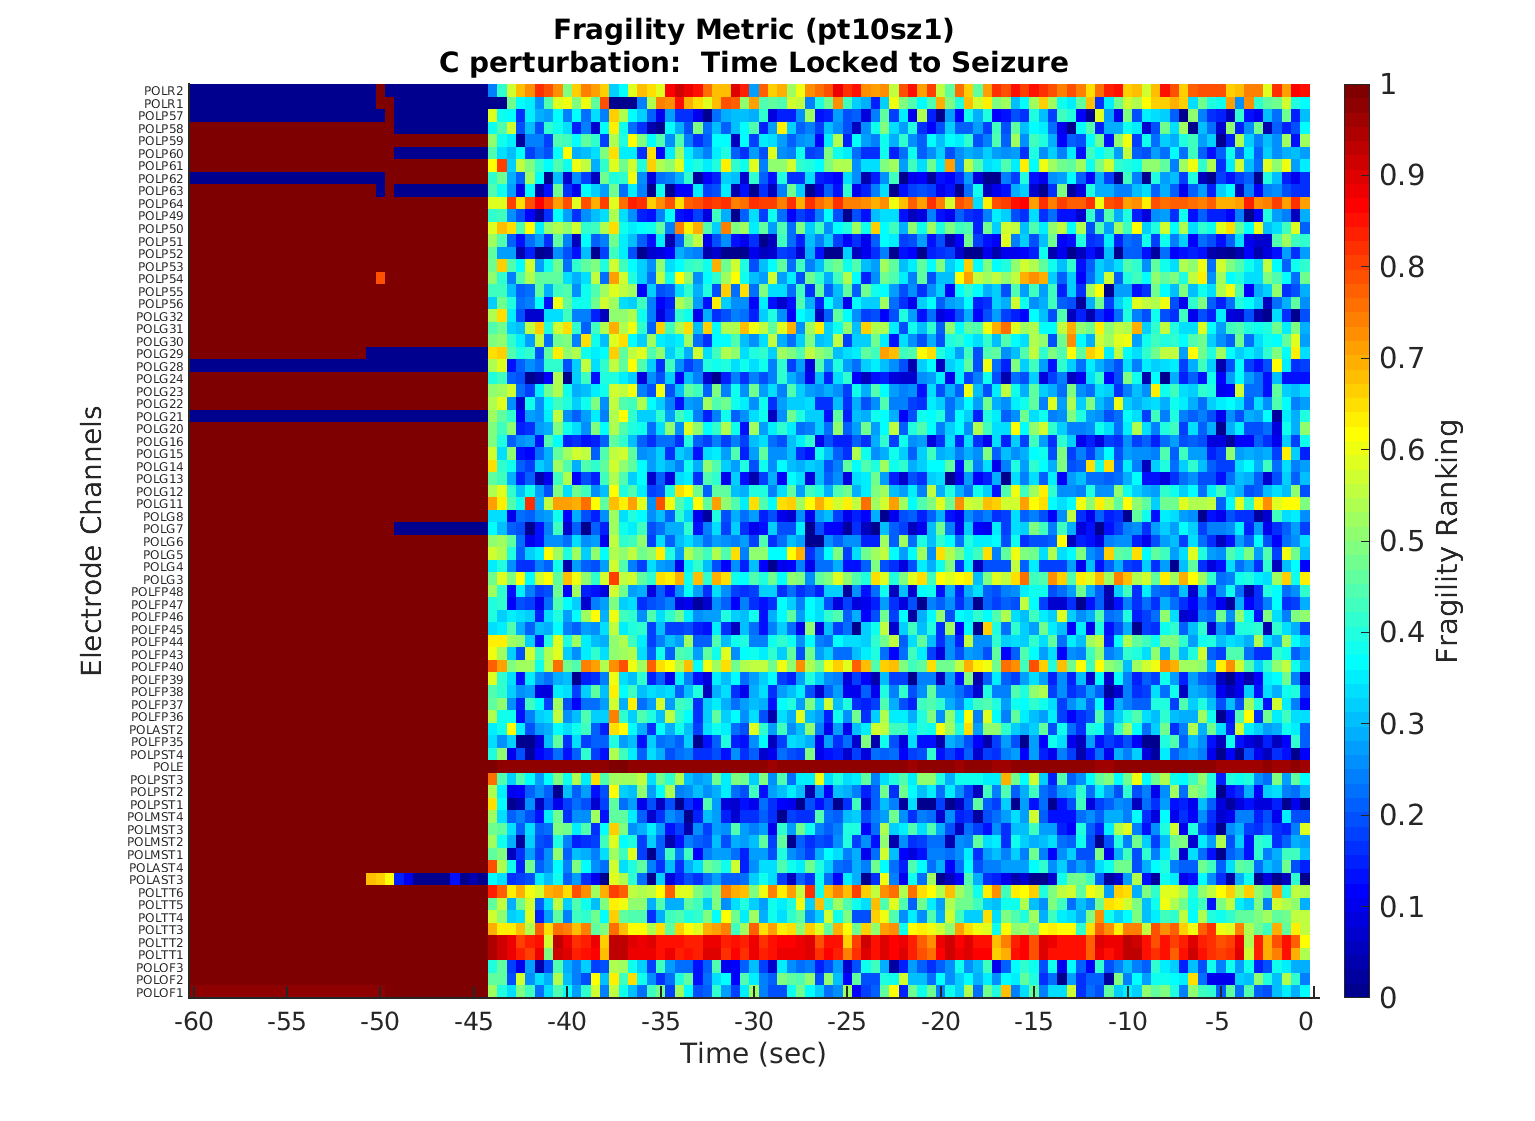 Fragility Metric (pt10sz1)
C perturbation:  Time Locked to Seizure
Electrode Channels
POLR2
POLR1
POLP57
POLP58
POLP59
POLP60
POLP61
POLP62
POLP63
POLP64
POLP49
POLP50
POLP51
POLP52
POLP53
POLP54
POLP55
POLP56
POLG32
POLG31
POLG30
POLG29
POLG28
POLG24
POLG23
POLG22
POLG21
POLG20
POLG16
POLG15
POLG14
POLG13
POLG12
POLG11
POLG8
POLG7
POLG6
POLG5
POLG4
POLG3
POLFP48
POLFP47
POLFP46
POLFP45
POLFP44
POLFP43
POLFP40
POLFP39
POLFP38
POLFP37
POLFP36
POLAST2
POLFP35
POLPST4
POLE
POLPST3
POLPST2
POLPST1
POLMST4
POLMST3
POLMST2
POLMST1
POLAST4
POLAST3
POLTT6
POLTT5
POLTT4
POLTT3
POLTT2
POLTT1
POLOF3
POLOF2
POLOF1
-60 -55 -50 -45 -40 -35 -30 -25 -20 -15 -10 -5 0
Time (sec)
1
0.9
0.8
0.7
0.6
0.5
0.4
0.3
0.2
0.1
0
Fragility Ranking